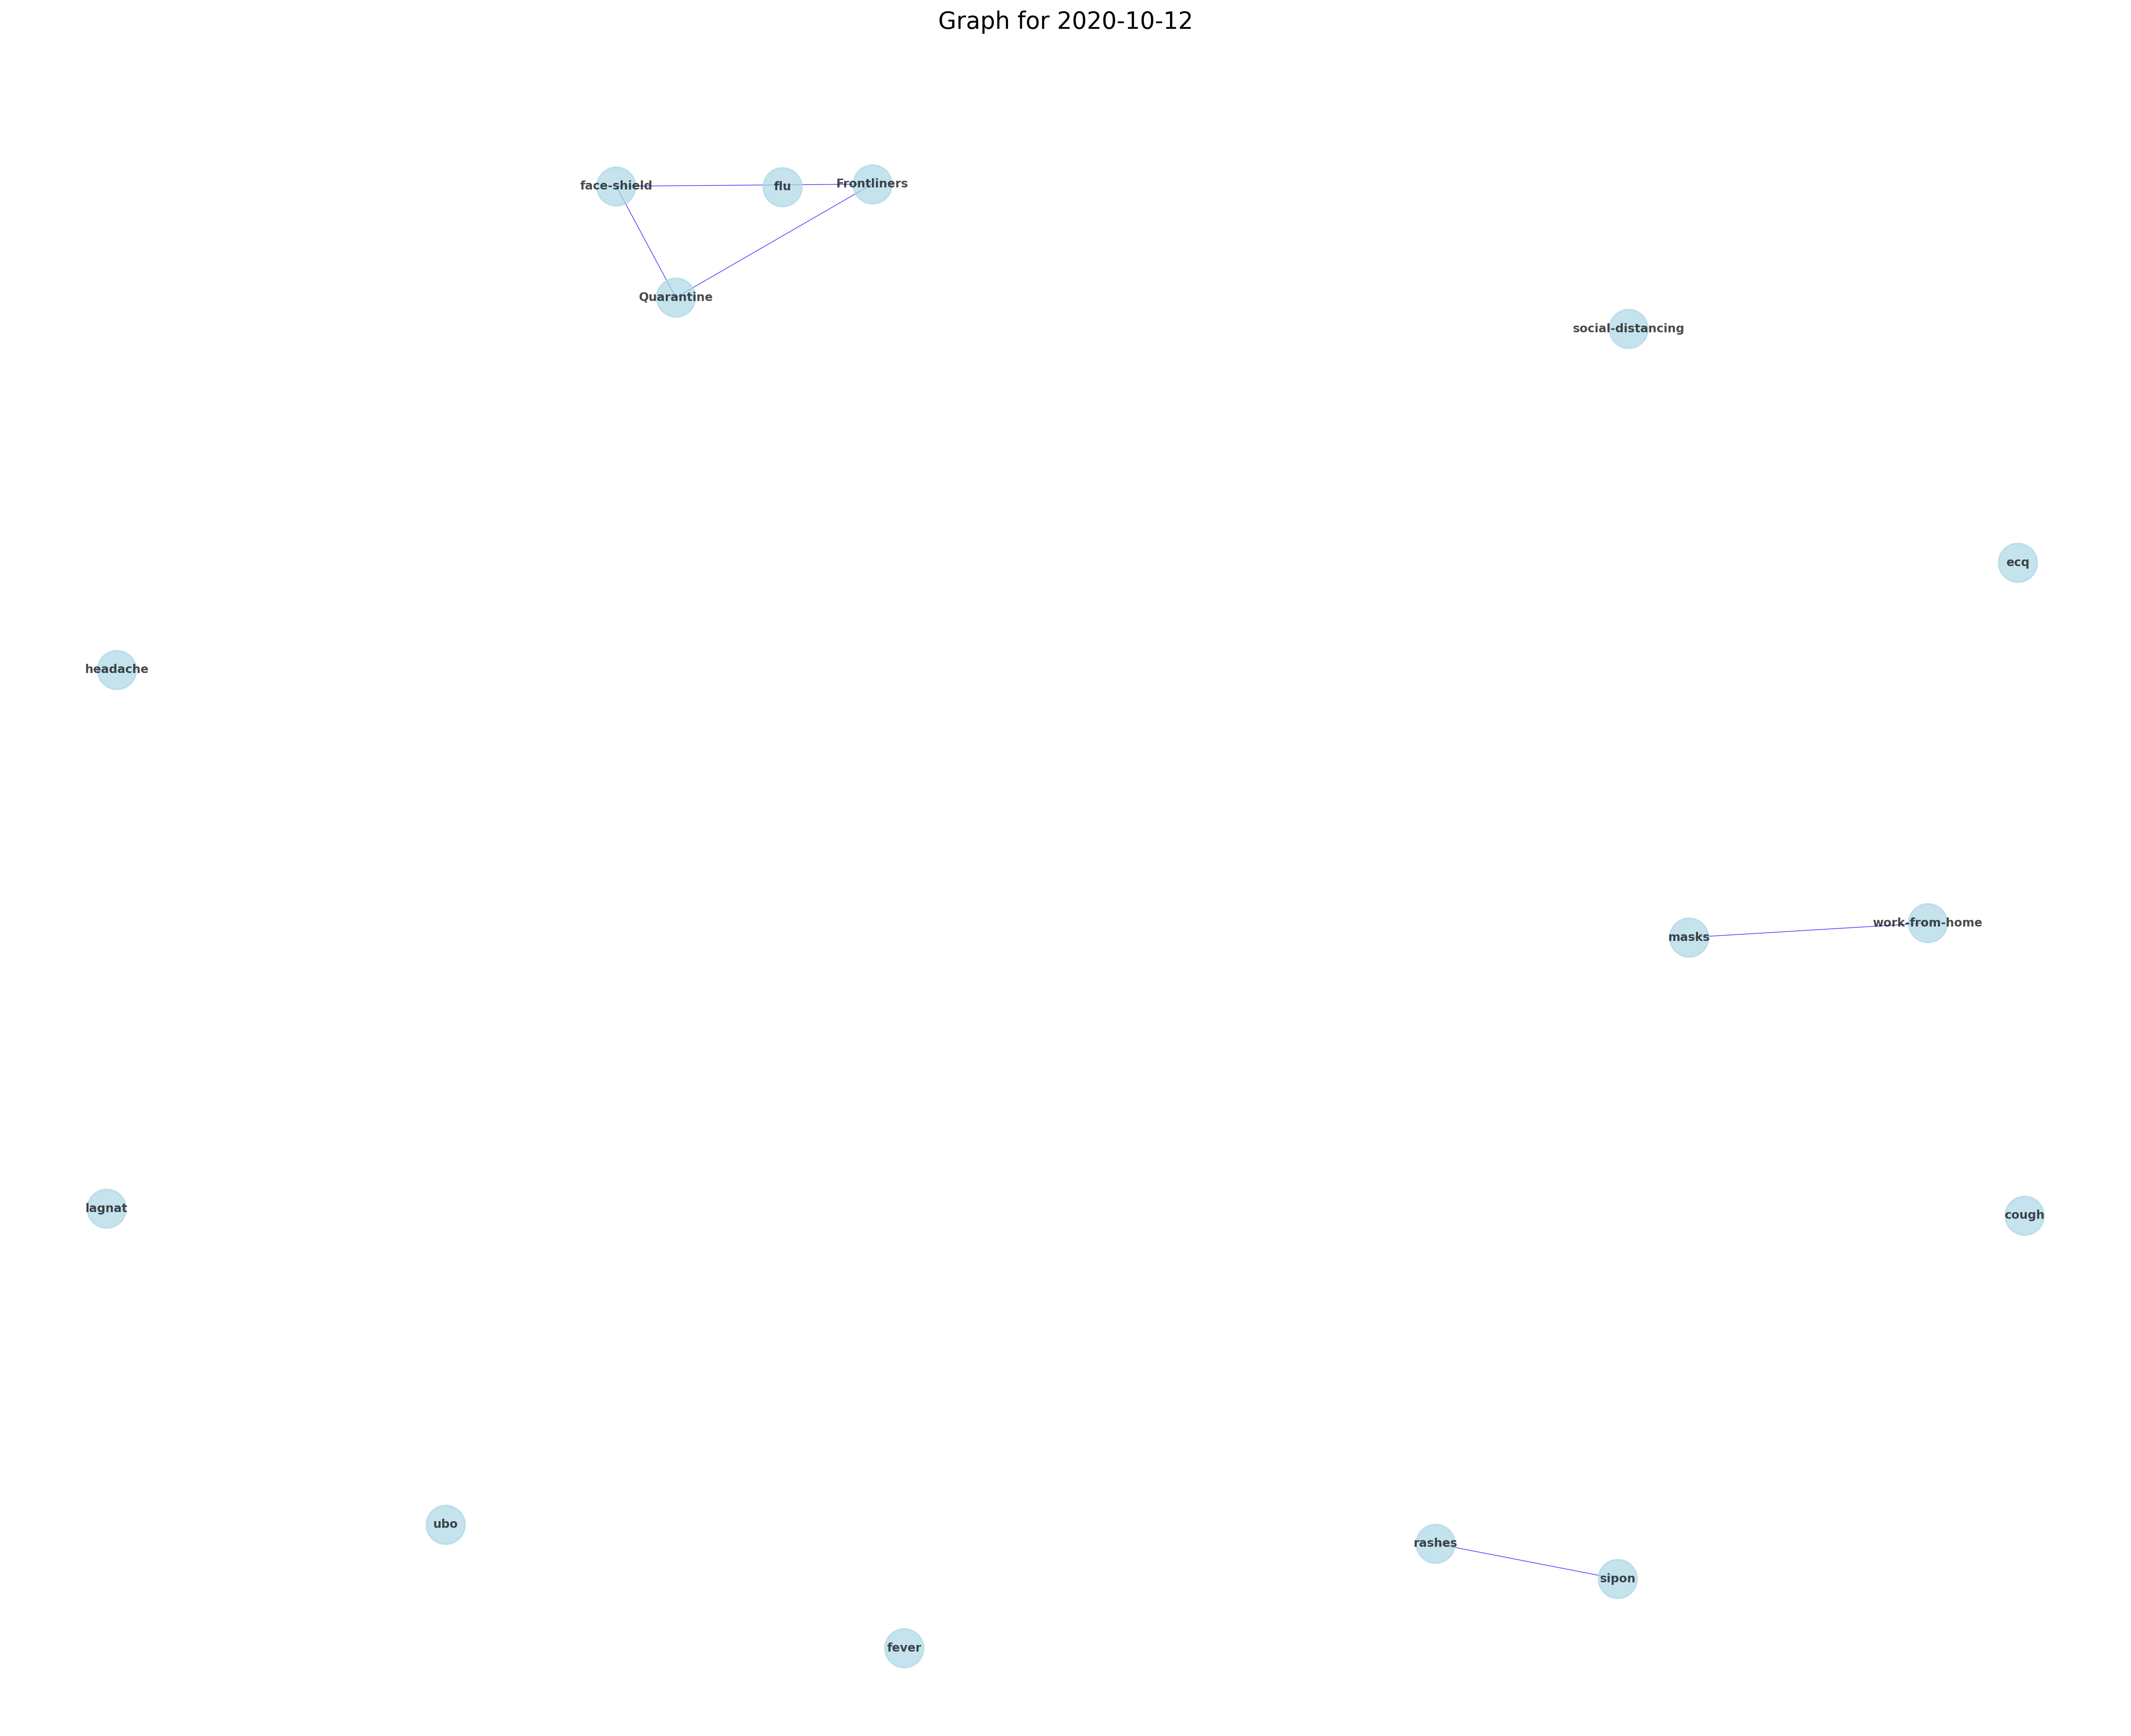 Graph for 2020-10-12
face-shield
flu
Frontliners
Quarantine
social-distancing
ecq
headache
masks
work-from-home
lagnat
cough
ubo
rashes
sipon
fever